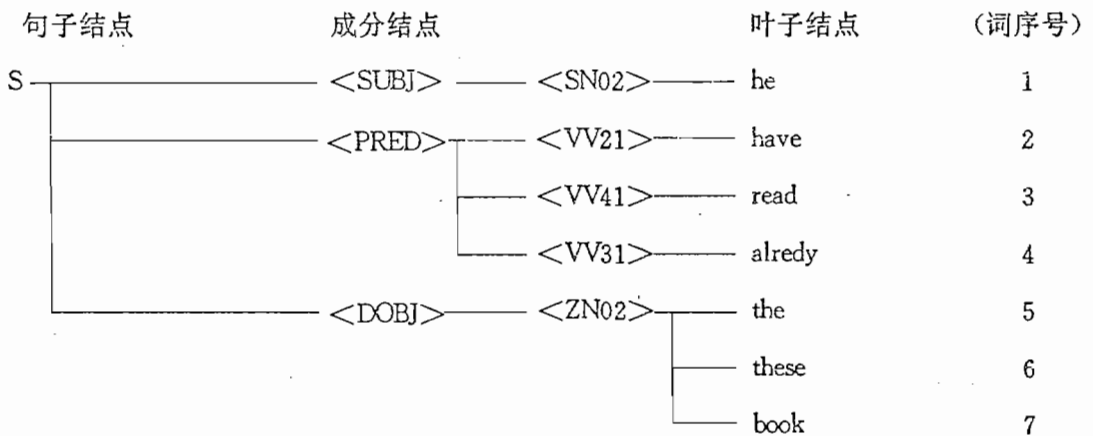 句子结点 成分结点 叶子结点 （词序号）
S <SUBJ> <SN02> he 1
<PRED> <VV21> have 2
<VV41> read 3
<VV31> alredy 4
<DOBJ> <ZN02> the 5
these 6
book 7